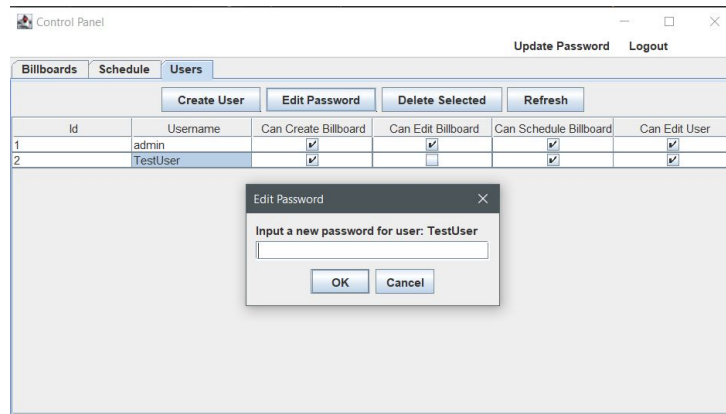 Control Panel
Update Password Logout
Billboards Schedule Users
Create User Edit Password Delete Selected Refresh
Id Username Can Create Billboard Can Edit Billboard Can Schedule Billboard Can Edit User
1 admin
2 TestUser
Edit Password
Input a new password for user: TestUser
OK Cancel